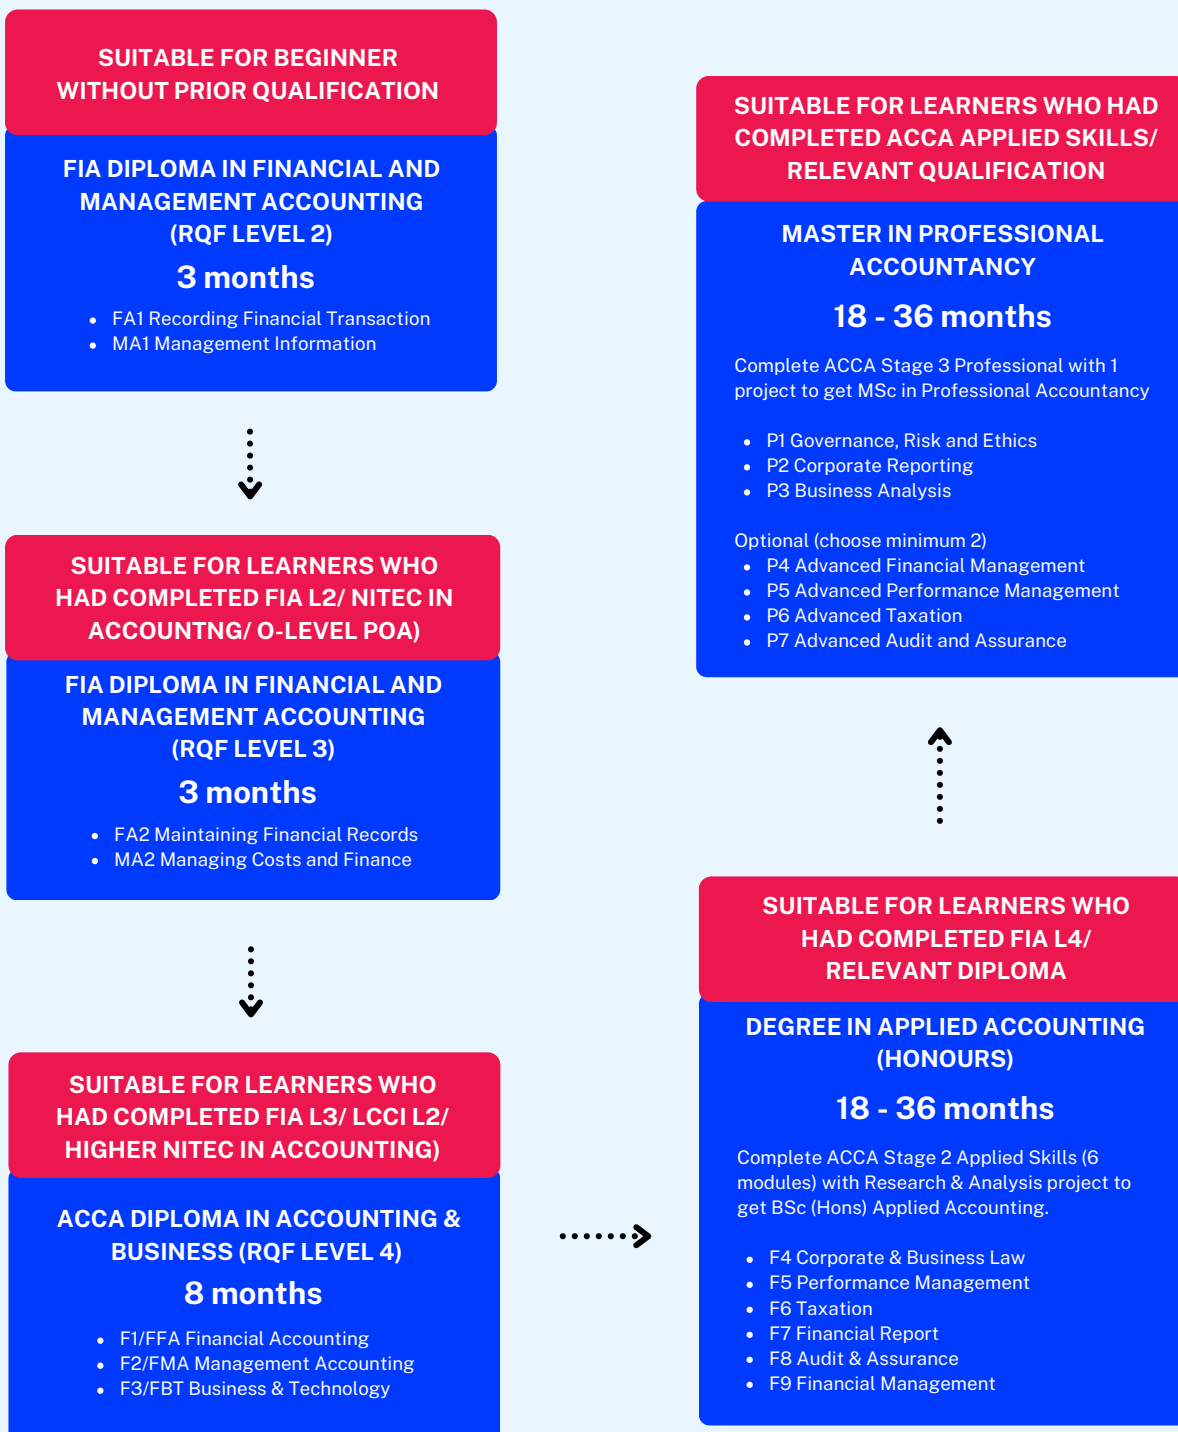 SUITABLE FOR BEGINNER
WITHOUT PRIOR QUALIFICATION
FIA DIPLOMA IN FINANCIAL AND
MANAGEMENT ACCOUNTING
(RQF LEVEL 2)
3 months
• FA1 Recording Financial Transaction
• MA1 Management Information
SUITABLE FOR LEARNERS WHO
HAD COMPLETED FIA L2/ NITEC IN
ACCOUNTNG/ O-LEVEL POA)
FIA DIPLOMA IN FINANCIAL AND
MANAGEMENT ACCOUNTING
(RQF LEVEL 3)
3 months
• FA2 Maintaining Financial Records
• MA2 Managing Costs and Finance
SUITABLE FOR LEARNERS WHO
HAD COMPLETED FIA L3/ LCCI L2/
HIGHER NITEC IN ACCOUNTING)
ACCA DIPLOMA IN ACCOUNTING &
BUSINESS (RQF LEVEL 4)
8 months
• F1/FFA Financial Accounting
• F2/FMA Management Accounting
• F3/FBT Business & Technology
SUITABLE FOR LEARNERS WHO
HAD COMPLETED FIA L4/
RELEVANT DIPLOMA
DEGREE IN APPLIED ACCOUNTING
(HONOURS)
18 - 36 months
Complete ACCA Stage 2 Applied Skills (6
modules) with Research & Analysis project to
get BSc (Hons) Applied Accounting.
• F4 Corporate & Business Law
• F5 Performance Management
• F6 Taxation
• F7 Financial Report
• F8 Audit & Assurance
• F9 Financial Management
SUITABLE FOR LEARNERS WHO HAD
COMPLETED ACCA APPLIED SKILLS/
RELEVANT QUALIFICATION
MASTER IN PROFESSIONAL
ACCOUNTANCY
18 - 36 months
Complete ACCA Stage 3 Professional with 1
project to get MSc in Professional Accountancy
• P1 Governance, Risk and Ethics
• P2 Corporate Reporting
• P3 Business Analysis
Optional (choose minimum 2)
• P4 Advanced Financial Management
• P5 Advanced Performance Management
• P6 Advanced Taxation
• P7 Advanced Audit and Assurance